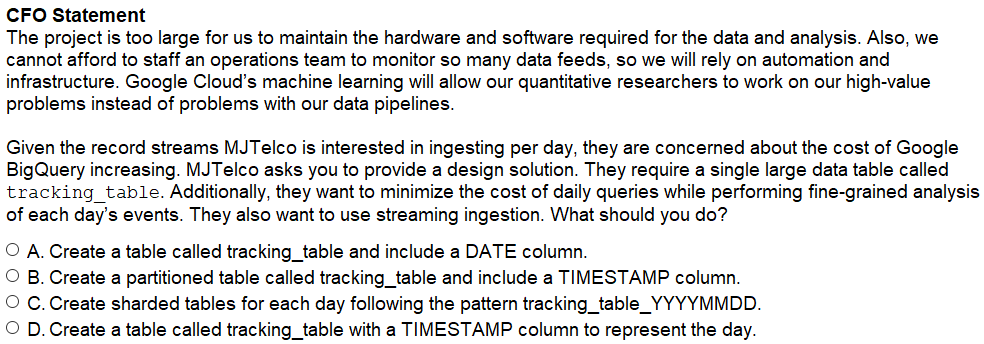 CFO Statement
The project is too large for us to maintain the hardware and software required for the data and analysis. Also, we
cannot afford to staff an operations team to monitor so many data feeds, so we will rely on automation and
infrastructure. Google Cloud's machine learning will allow our quantitative researchers to work on our high-value
problems instead of problems with our data pipelines.
Given the record streams MJTelco is interested in ingesting per day, they are concerned about the cost of Google
BigQuery increasing. MJTelco asks you to provide a design solution. They require a single large data table called
tracking_table. Additionally, they want to minimize the cost of daily queries while performing fine-grained analysis
of each day's events. They also want to use streaming ingestion. What should you do?
A. Create a table called tracking_table and include a DATE column.
B. Create a partitioned table called tracking_table and include a TIMESTAMP column.
C. Create sharded tables for each day following the pattern tracking_table_YYYYMMDD.
D. Create a table called tracking_table with a TIMESTAMP column to represent the day.